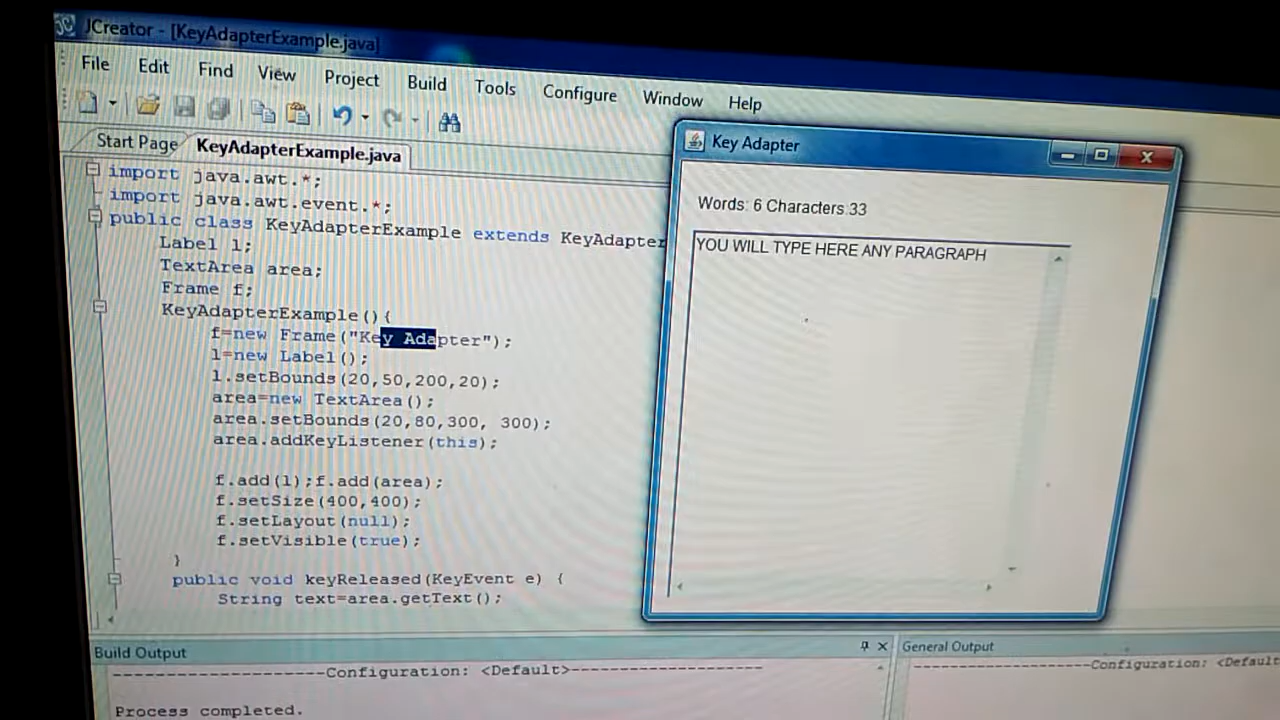 JCreator - [KeyAdapterExample.java]
File Edit Find View Project Build Tools Configure Window Help
Start Page KeyAdapterExample.java
import java.awt.*;
import java.awt.event.*;
public class KeyAdapterExample extends KeyAdapter
Label l;
TextArea area;
Frame f;
KeyAdapterExample(){
f=new Frame("Key Adapter");
l=new Label();
l.setBounds(20,50,200,20);
area=new TextArea();
area.setBounds(20,80,300, 300);
area.addKeyListener(this);
f.add(l);f.add(area);
f.setSize(400,400);
f.setLayout(null);
f.setVisible(true);
}
public void keyReleased(KeyEvent e) {
String text=area.getText();
Key Adapter
Words: 6 Characters:33
YOU WILL TYPE HERE ANY PARAGRAPH
Build Output
--------------------Configuration: <Default>--------------------
Process completed.
General Output
--------------------Configuration: <Default